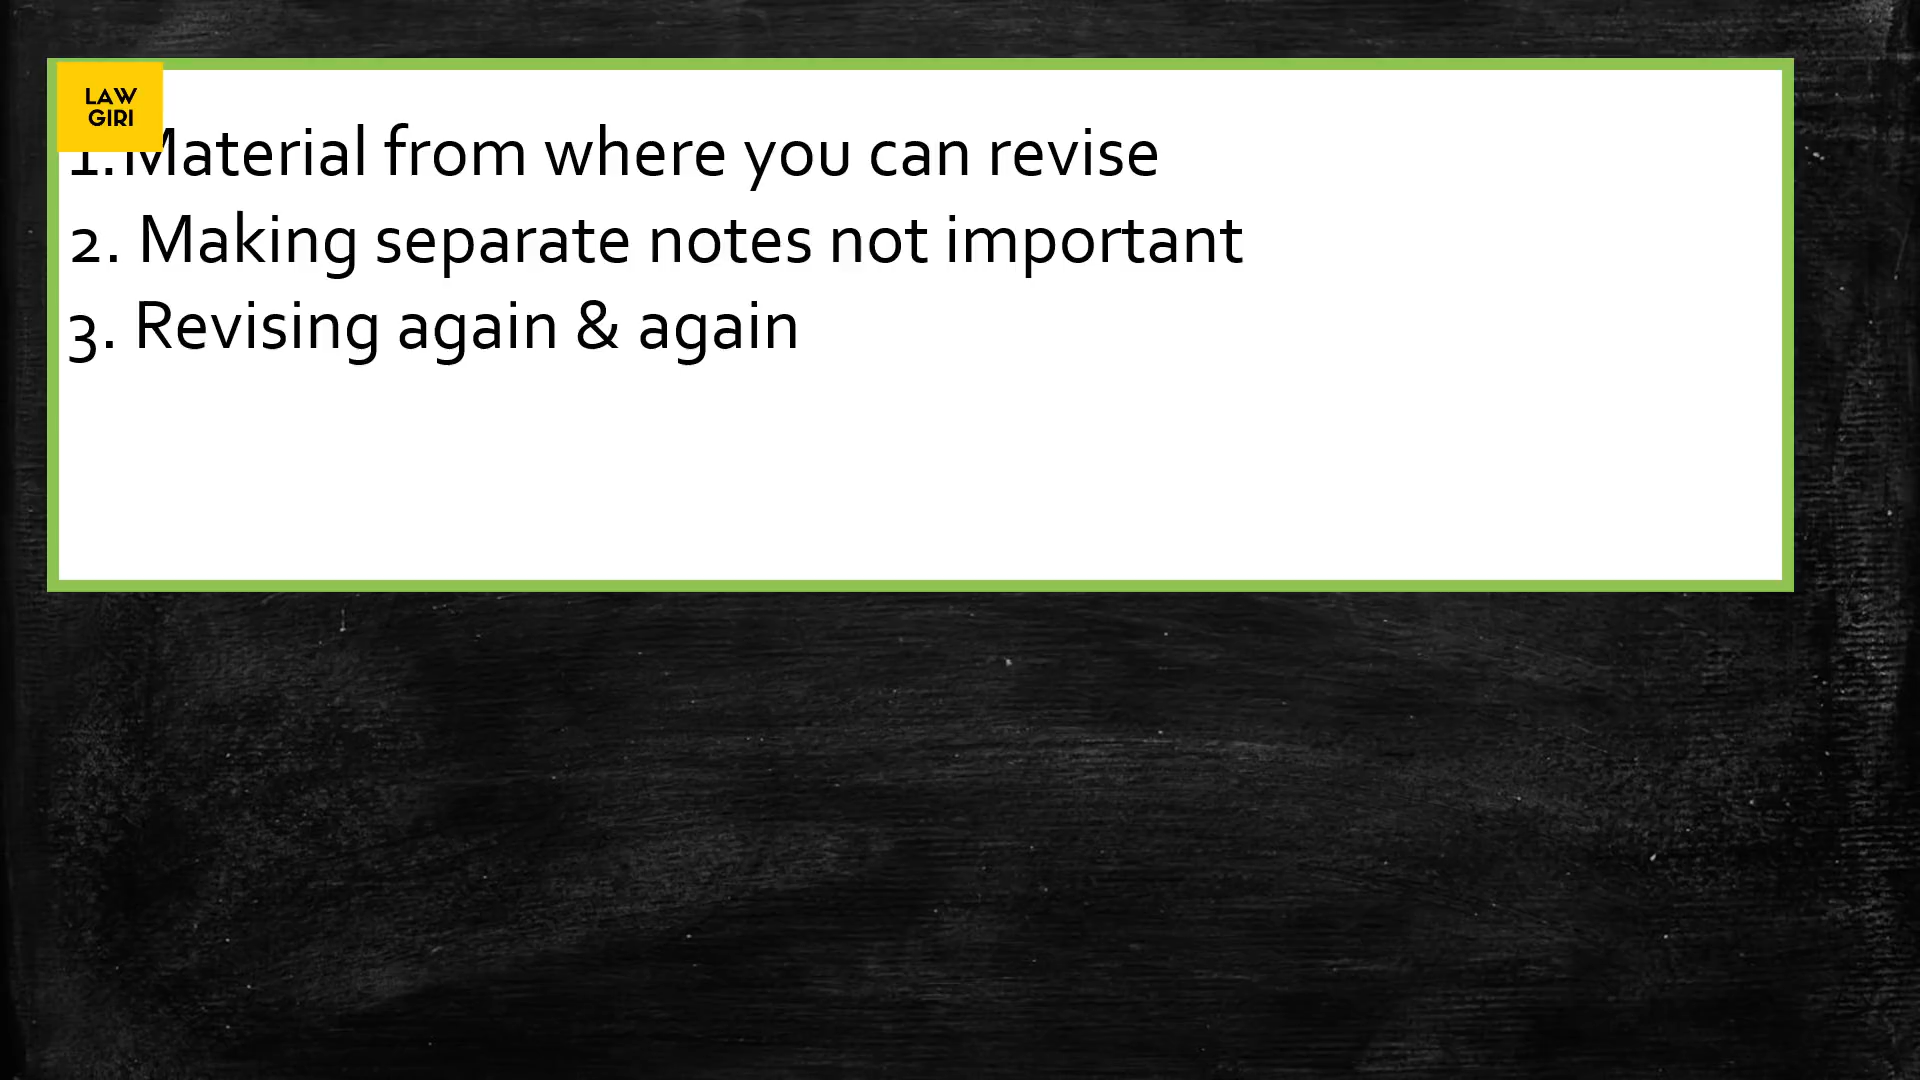 LAW
GIRI
1. Material from where you can revise
2. Making separate notes not important
3. Revising again & again